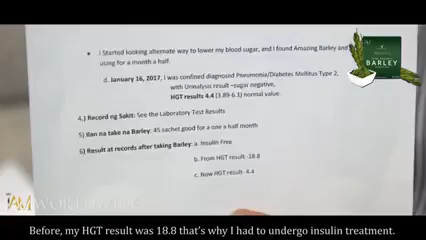 I Started looking alternate way to lower my blood sugar, and I found Amazing Barley and
using for a month a half.
d. January 16, 2017, I was confined diagnosed Pneumonia/Diabetes Mellitus Type 2,
with Urinalysis result –sugar negative,
HGT results 4.4 (3.89-6.1) normal value.
4.) Record ng Sakit: See the Laboratory Test Results
5) Ilan na take na Barley: 45 sachet good for a one a half month
6) Result at records after taking Barley: a. Insulin Free
b. From HGT result -18.8
c. Now HGT result -4.4
BARLEY
IAMWORLDWIDE
Before, my HGT result was 18.8 that's why I had to undergo insulin treatment.